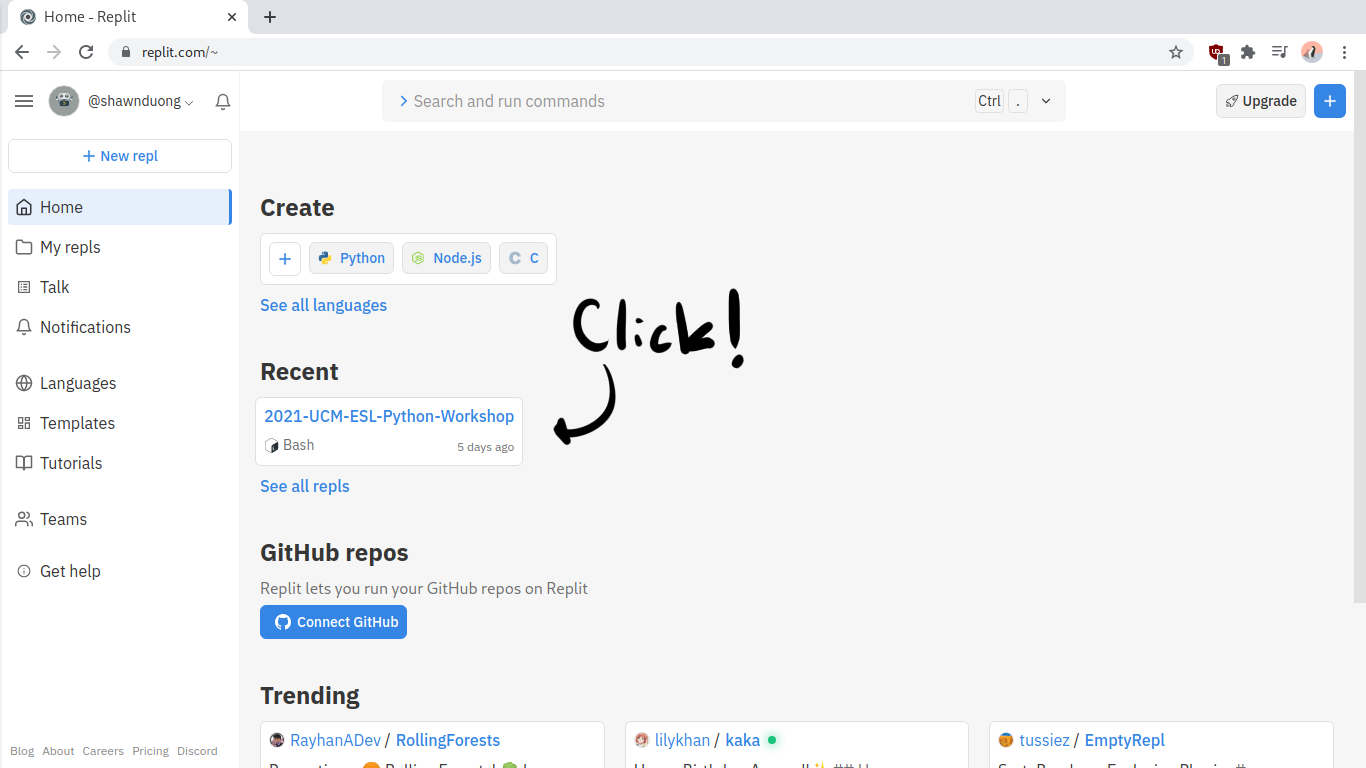 Home - Replit
replit.com/~
1
@shawnduong
Search and run commands
Ctrl .
Upgrade
+ New repl
Home
My repls
Talk
Notifications
Languages
Templates
Tutorials
Teams
Get help
Blog About Careers Pricing Discord
Create
+ Python Node.js C C
See all languages
Click!
Recent
2021-UCM-ESL-Python-Workshop
Bash 5 days ago
See all repls
GitHub repos
Replit lets you run your GitHub repos on Replit
Connect GitHub
Trending
RayhanADev / RollingForests
lilykhan / kaka
tussiez / EmptyRepl